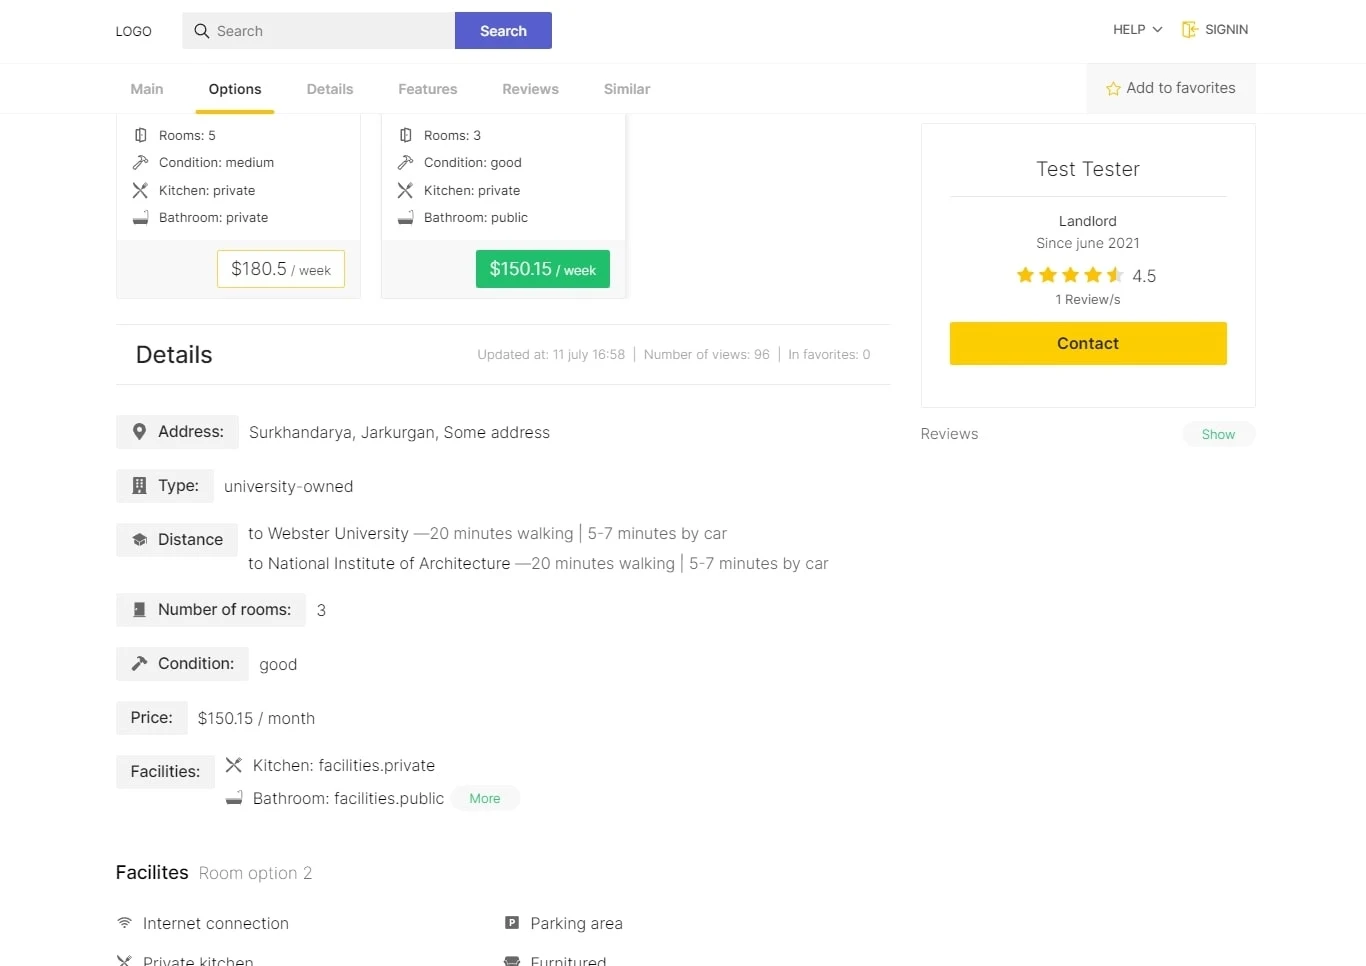 LOGO
Search
Search
HELP
SIGNIN
Main
Options
Details
Features
Reviews
Similar
Add to favorites
Rooms: 5
Condition: medium
Kitchen: private
Bathroom: private
$180.5 / week
Rooms: 3
Condition: good
Kitchen: private
Bathroom: public
$150.15 / week
Test Tester
Landlord
Since june 2021
4.5
1 Review/s
Contact
Reviews
Show
Details
Updated at: 11 july 16:58 | Number of views: 96 | In favorites: 0
Address: Surkhandarya, Jarkurgan, Some address
Type: university-owned
Distance
to Webster University —20 minutes walking | 5-7 minutes by car
to National Institute of Architecture —20 minutes walking | 5-7 minutes by car
Number of rooms: 3
Condition: good
Price: $150.15 / month
Facilities:
Kitchen: facilities.private
Bathroom: facilities.public More
Facilites Room option 2
Internet connection
Parking area
P
Private kitchen
Furnitured